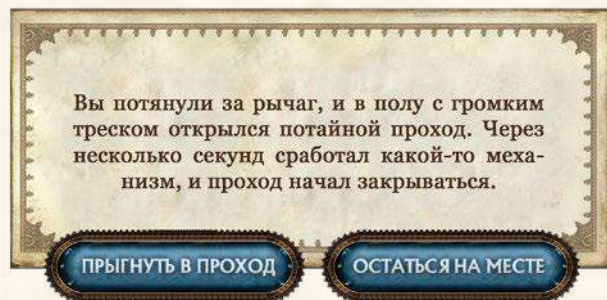 Вы потянули за рычаг, и в полу с громким
треском открылся потайной проход. Через
несколько секунд сработал какой-то меха-
низм, и проход начал закрываться.
ПРЫГНУТЬ В ПРОХОД ОСТАТЬСЯ НА МЕСТЕ